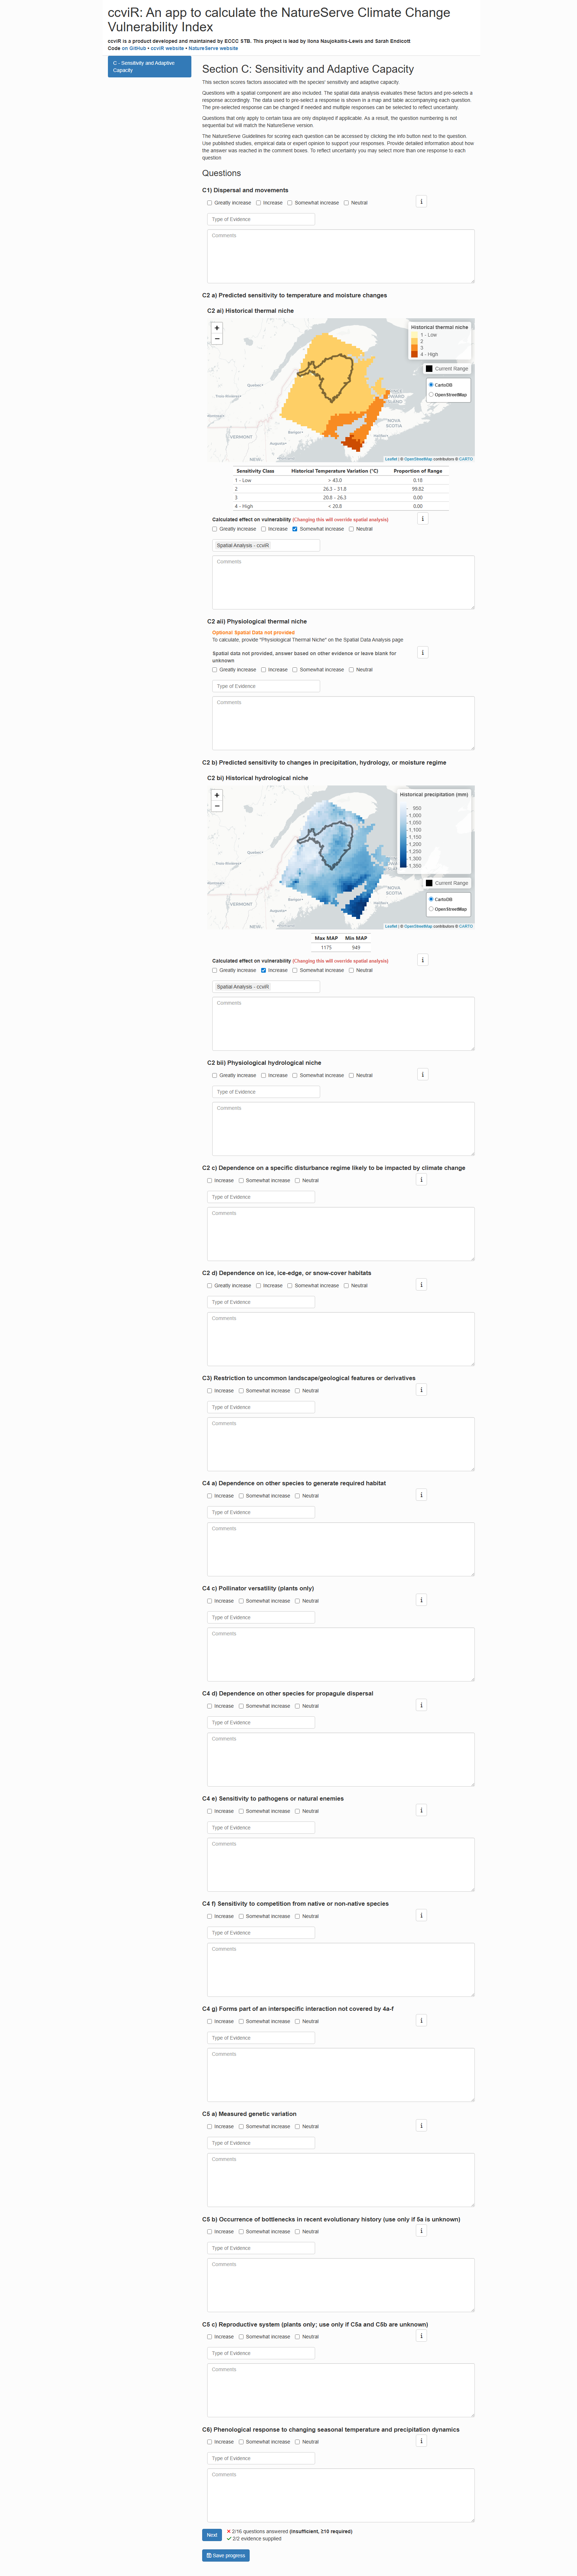 ccviR: An app to calculate the NatureServe Climate Change
Vulnerability Index
ccviR is a product developed and maintained by ECCC STB. This project is lead by Ilona Naujokaitis-Lewis and Sarah Endicott
Code on GitHub • ccviR website • NatureServe website
C - Sensitivity and Adaptive
Capacity
Section C: Sensitivity and Adaptive Capacity
This section scores factors associated with the species' sensitivity and adaptive capacity.
Questions with a spatial component are also included. The spatial data analysis evaluates these factors and pre-selects a
response accordingly. The data used to pre-select a response is shown in a map and table accompanying each question.
The pre-selected response can be changed if needed and multiple responses can be selected to reflect uncertainty.
Questions that only apply to certain taxa are only displayed if applicable. As a result, the question numbering is not
sequential but will match the NatureServe version.
The NatureServe Guidelines for scoring each question can be accessed by clicking the info button next to the question.
Use published studies, empirical data or expert opinion to support your responses. Provide detailed information about how
the answer was reached in the comment boxes. To reflect uncertainty you may select more than one response to each
question
Questions
C1) Dispersal and movements
Greatly increase Increase Somewhat increase Neutral
Type of Evidence
Comments
C2 a) Predicted sensitivity to temperature and moisture changes
C2 ai) Historical thermal niche
Historical thermal niche
1 - Low
2
3
4 - High
Current Range
CartoDB
OpenStreetMap
Quebec
VERMONT
Bangor
Augusta
NOVA
SCOTIA
NEW
Leaflet | © OpenStreetMap contributors © CARTO
Sensitivity Class Historical Temperature Variation (°C) Proportion of Range
1 - Low > 43.0 0.18
2 26.3 - 31.8 99.82
3 20.8 - 26.3 0.00
4 - High < 20.8 0.00
Calculated effect on vulnerability (Changing this will override spatial analysis)
Greatly increase Increase Somewhat increase Neutral
Spatial Analysis - ccviR
Comments
C2 aii) Physiological thermal niche
Optional Spatial Data not provided
To calculate, provide "Physiological Thermal Niche" on the Spatial Data Analysis page
Spatial data not provided, answer based on other evidence or leave blank for
unknown
Greatly increase Increase Somewhat increase Neutral
Type of Evidence
Comments
C2 b) Predicted sensitivity to changes in precipitation, hydrology, or moisture regime
C2 bi) Historical hydrological niche
Historical precipitation (mm)
950
1,000
1,050
1,100
1,150
1,200
1,250
1,300
1,350
Current Range
CartoDB
OpenStreetMap
Quebec
VERMONT
Bangor
Augusta
NOVA
SCOTIA
NEW
Leaflet | © OpenStreetMap contributors © CARTO
Max MAP Min MAP
1175 949
Calculated effect on vulnerability (Changing this will override spatial analysis)
Greatly increase Increase Somewhat increase Neutral
Spatial Analysis - ccviR
Comments
C2 bii) Physiological hydrological niche
Greatly increase Increase Somewhat increase Neutral
Type of Evidence
Comments
C2 c) Dependence on a specific disturbance regime likely to be impacted by climate change
Increase Somewhat increase Neutral
Type of Evidence
Comments
C2 d) Dependence on ice, ice-edge, or snow-cover habitats
Greatly increase Increase Somewhat increase Neutral
Type of Evidence
Comments
C3) Restriction to uncommon landscape/geological features or derivatives
Increase Somewhat increase Neutral
Type of Evidence
Comments
C4 a) Dependence on other species to generate required habitat
Increase Somewhat increase Neutral
Type of Evidence
Comments
C4 c) Pollinator versatility (plants only)
Increase Somewhat increase Neutral
Type of Evidence
Comments
C4 d) Dependence on other species for propagule dispersal
Increase Somewhat increase Neutral
Type of Evidence
Comments
C4 e) Sensitivity to pathogens or natural enemies
Increase Somewhat increase Neutral
Type of Evidence
Comments
C4 f) Sensitivity to competition from native or non-native species
Increase Somewhat increase Neutral
Type of Evidence
Comments
C4 g) Forms part of an interspecific interaction not covered by 4a-f
Increase Somewhat increase Neutral
Type of Evidence
Comments
C5 a) Measured genetic variation
Increase Somewhat increase Neutral
Type of Evidence
Comments
C5 b) Occurrence of bottlenecks in recent evolutionary history (use only if 5a is unknown)
Increase Somewhat increase Neutral
Type of Evidence
Comments
C5 c) Reproductive system (plants only; use only if C5a and C5b are unknown)
Increase Somewhat increase Neutral
Type of Evidence
Comments
C6) Phenological response to changing seasonal temperature and precipitation dynamics
Increase Somewhat increase Neutral
Type of Evidence
Comments
Next
2/16 questions answered (Insufficient, ≥10 required)
2/2 evidence supplied
Save progress